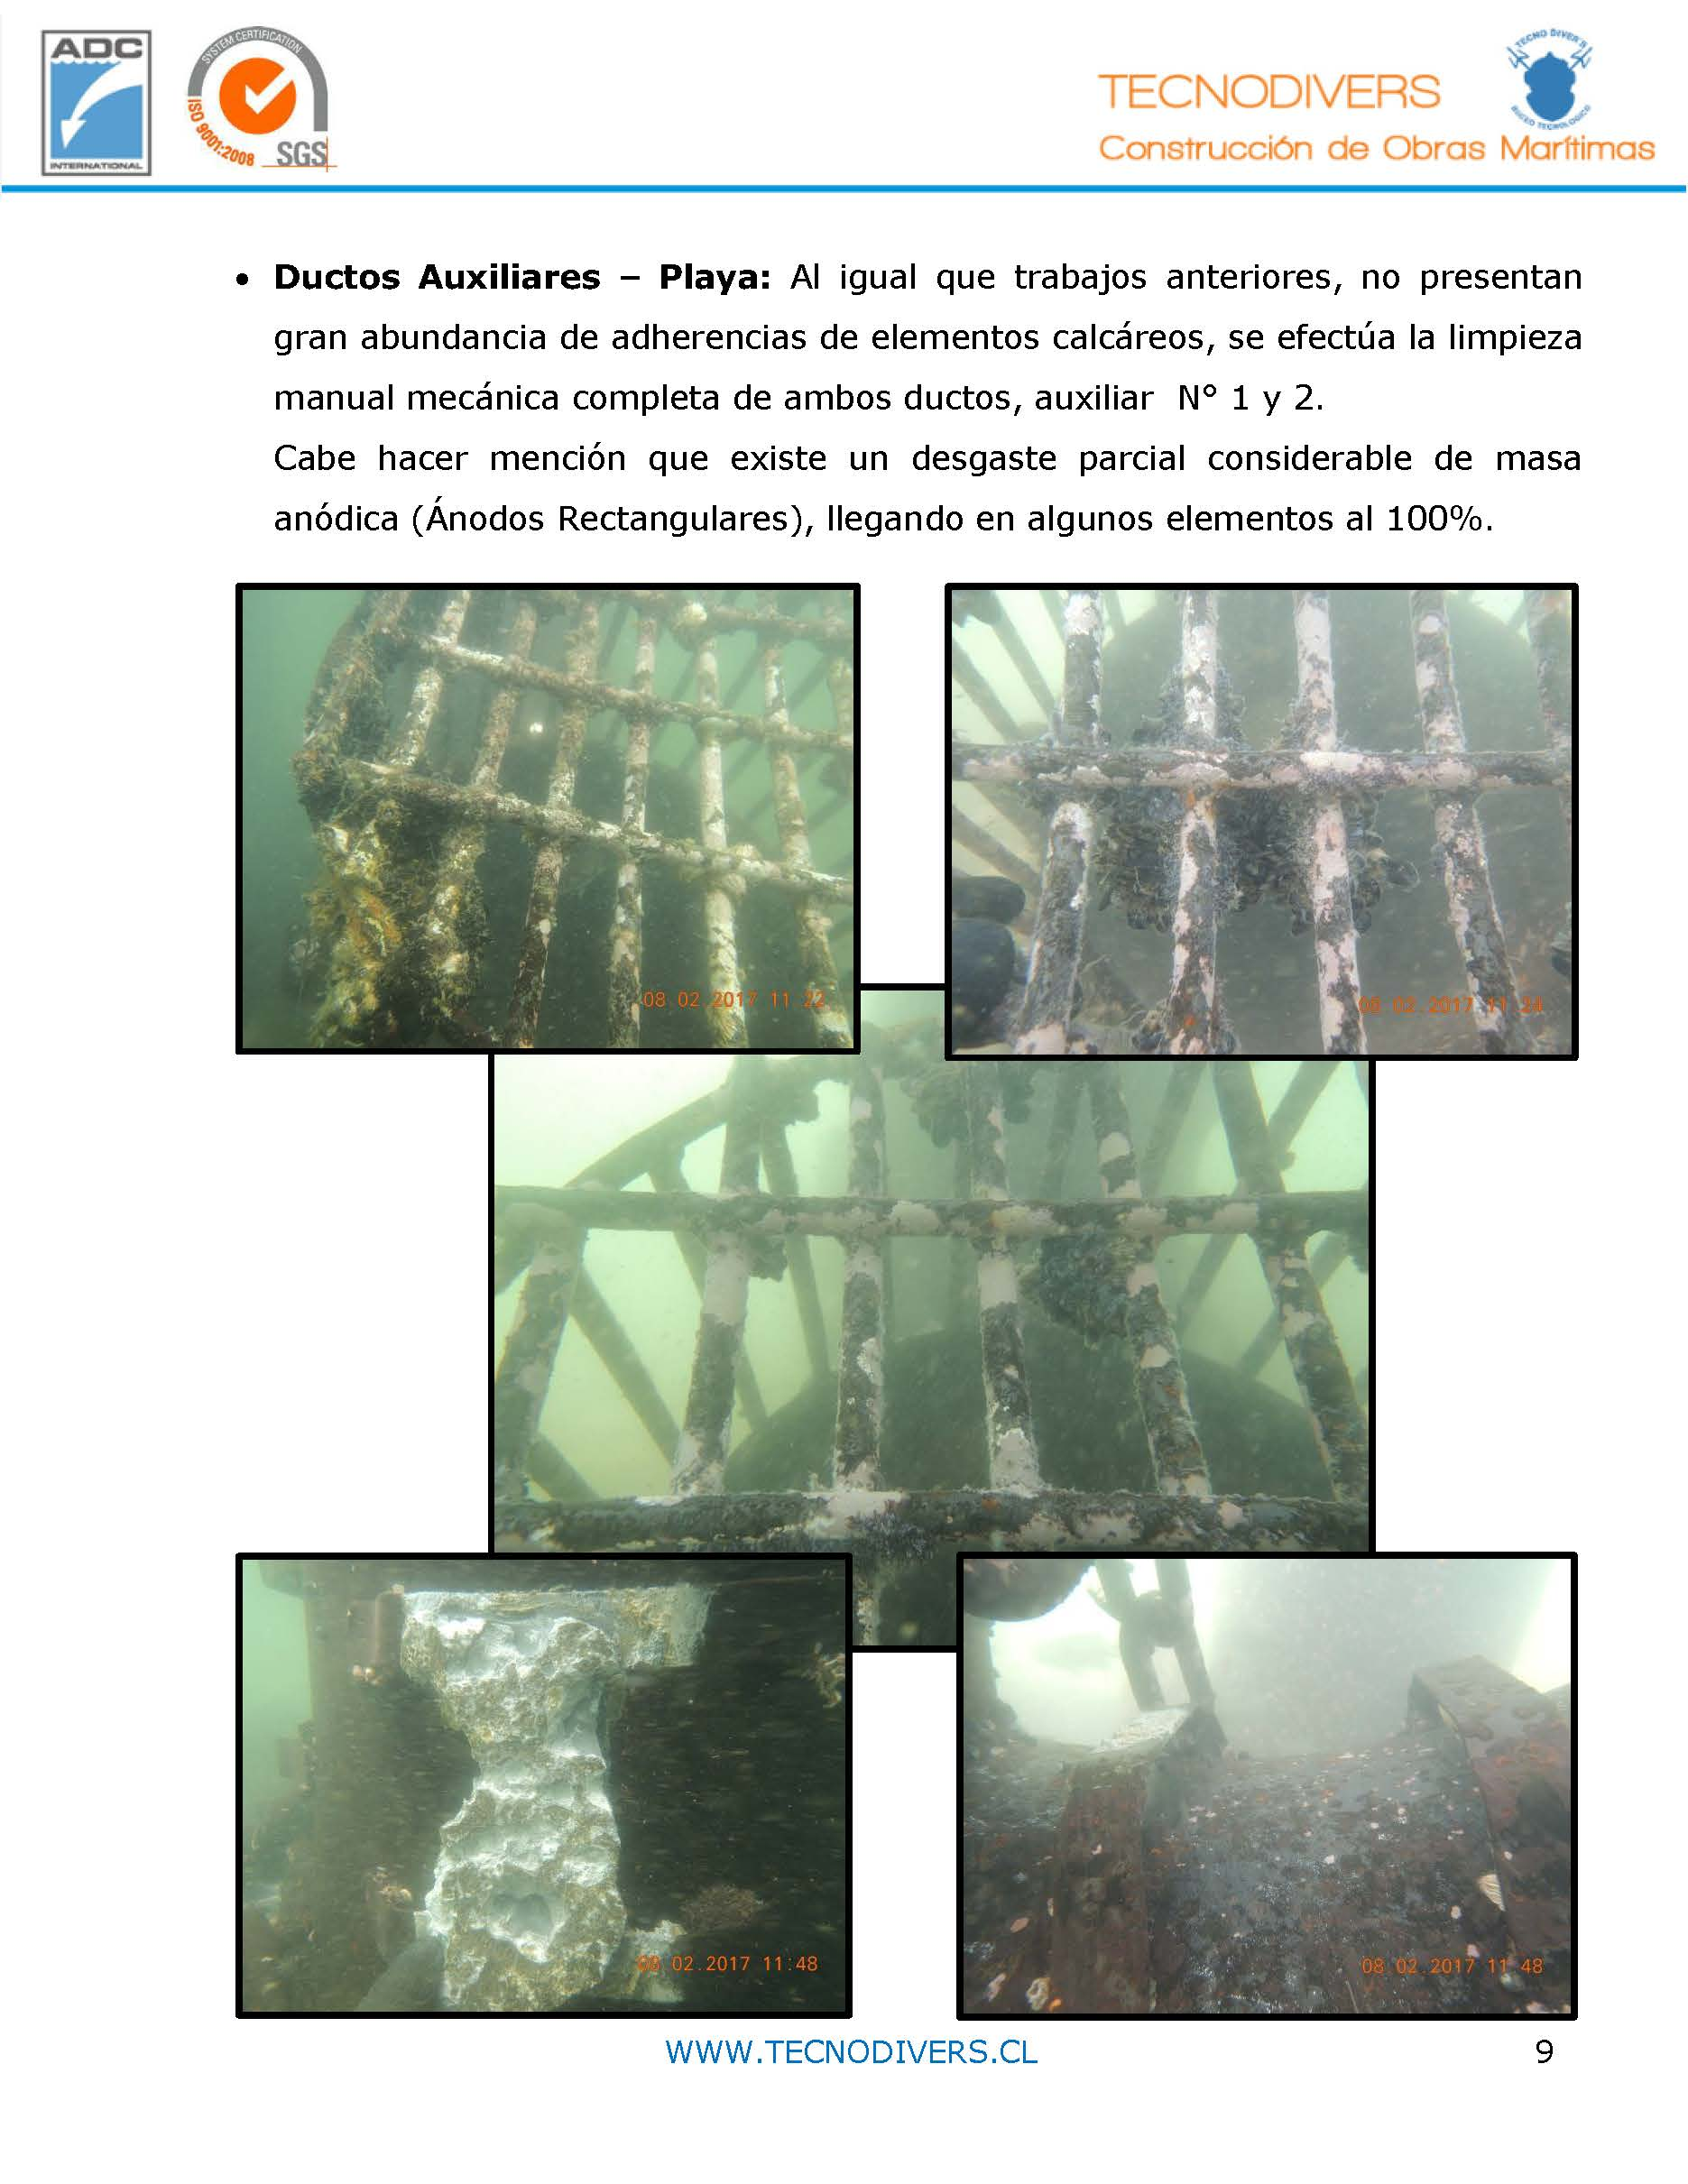 ADC
INTERNATIONAL
SYSTEM CERTIFICATION
ISO 9001:2008
SGS
TECNODIVERS
TECNO DIVER'S
BUCEO TECNOLOGICO
Construcción de Obras Marítimas
• Ductos Auxiliares – Playa: Al igual que trabajos anteriores, no presentan
gran abundancia de adherencias de elementos calcáreos, se efectúa la limpieza
manual mecánica completa de ambos ductos, auxiliar N° 1 y 2.
Cabe hacer mención que existe un desgaste parcial considerable de masa
anódica (Ánodos Rectangulares), llegando en algunos elementos al 100%.
08 02 2017 11 22
08 02 2017 11 24
08 02.2017 11:48
08 02 2017 11 48
WWW.TECNODIVERS.CL
9